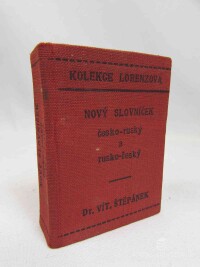 KOLEKCE LORENZOVA
NOVÝ SLOVNÍČEK
česko-ruský
a
rusko-český
Dr. VÍT. ŠTĚPÁNEK